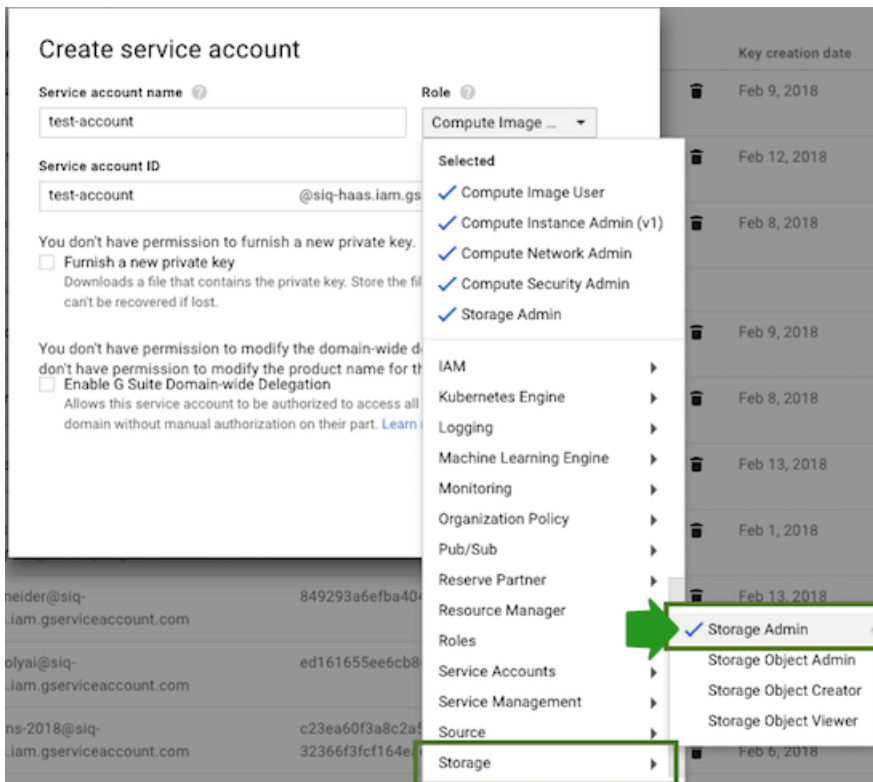 Create service account
Key creation date
Service account name
Role
test-account
Compute Image ...
Feb 9, 2018
Selected
Service account ID
Compute Image User
Feb 12, 2018
test-account
@siq-haas.iam.gs
Compute Instance Admin (v1)
Feb 8, 2018
You don't have permission to furnish a new private key.
Compute Network Admin
Furnish a new private key
Compute Security Admin
Downloads a file that contains the private key. Store the fil
can't be recovered if lost.
Storage Admin
Feb 9, 2018
You don't have permission to modify the domain-wide d
don't have permission to modify the product name for th
IAM
Enable G Suite Domain-wide Delegation
Kubernetes Engine
Feb 8, 2018
Allows this service account to be authorized to access all
domain without manual authorization on their part. Learn
Logging
Machine Learning Engine
Feb 13, 2018
Monitoring
Organization Policy
Feb 1, 2018
Pub/Sub
Reserve Partner
neider@siq-
849293a6efba404
Feb 13, 2018
.iam.gserviceaccount.com
Resource Manager
Storage Admin
Roles
olyai@siq-
ed161655ee6cb8
Storage Object Admin
.iam.gserviceaccount.com
Service Accounts
Storage Object Creator
Service Management
Storage Object Viewer
ns-2018@siq-
c23ea60f3a8c2a5
Source
.iam.gserviceaccount.com
32366f3fcf164e
Feb 6, 2018
Storage